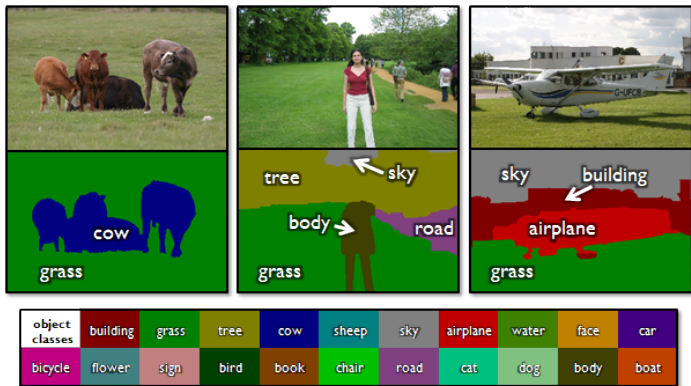 G-UFCB
sky
tree
sky
building
body
cow
road
airplane
grass
grass
grass
object classes
building
grass
tree
cow
sheep
sky
airplane
water
face
car
bicycle
flower
sign
bird
book
chair
road
cat
dog
body
boat